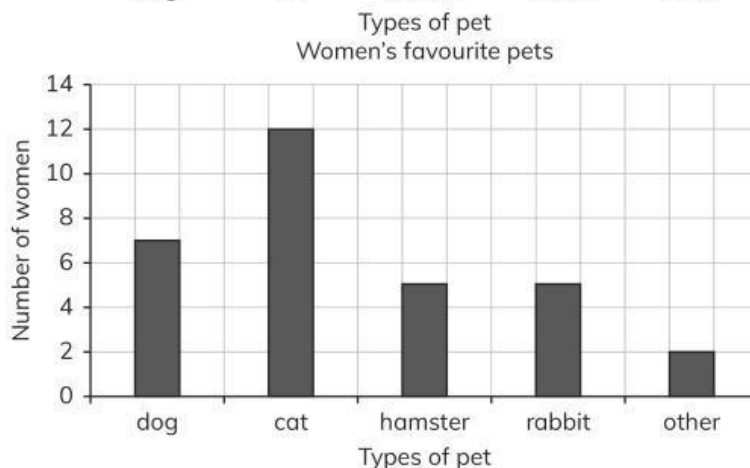 Types of pet
Women's favourite pets
14
12
10
8
6
4
2
0
Number of women
dog cat hamster rabbit other
Types of pet